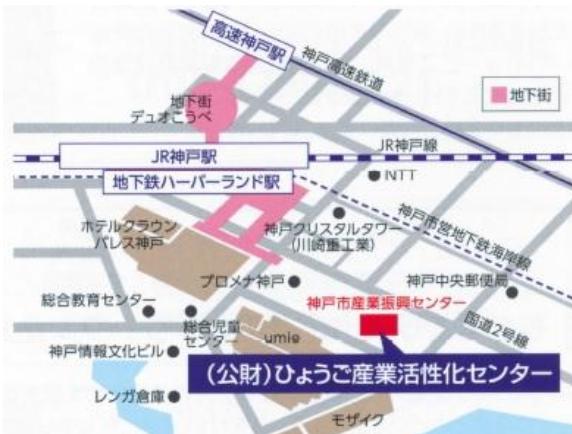 高速神戸駅
神戸高速鉄道
地下街
デュオこうべ
地下街
JR神戸線
JR神戸駅
地下鉄ハーバーランド駅
NTT
ホテルクラウン
パレス神戸
神戸クリスタルタワー
(川崎重工業)
神戸市営地下鉄海岸線
プロメナ神戸
神戸中央郵便局
総合教育センター
神戸市産業振興センター
総合児童
センター
umie
国道2号線
神戸情報文化ビル
(公財)ひょうご産業活性化センター
レンガ倉庫
モザイク